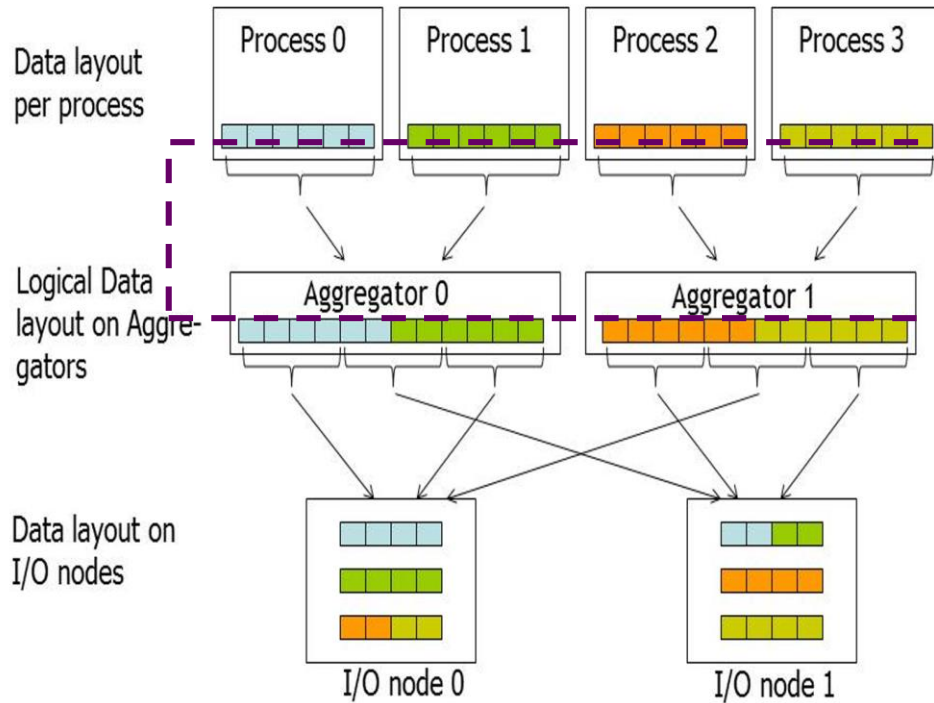 Process 0
Process 1
Process 2
Process 3
Data layout
per process
Logical Data
layout on Aggre-
gators
Aggregator 0
Aggregator 1
Data layout on
I/O nodes
I/O node 0
I/O node 1